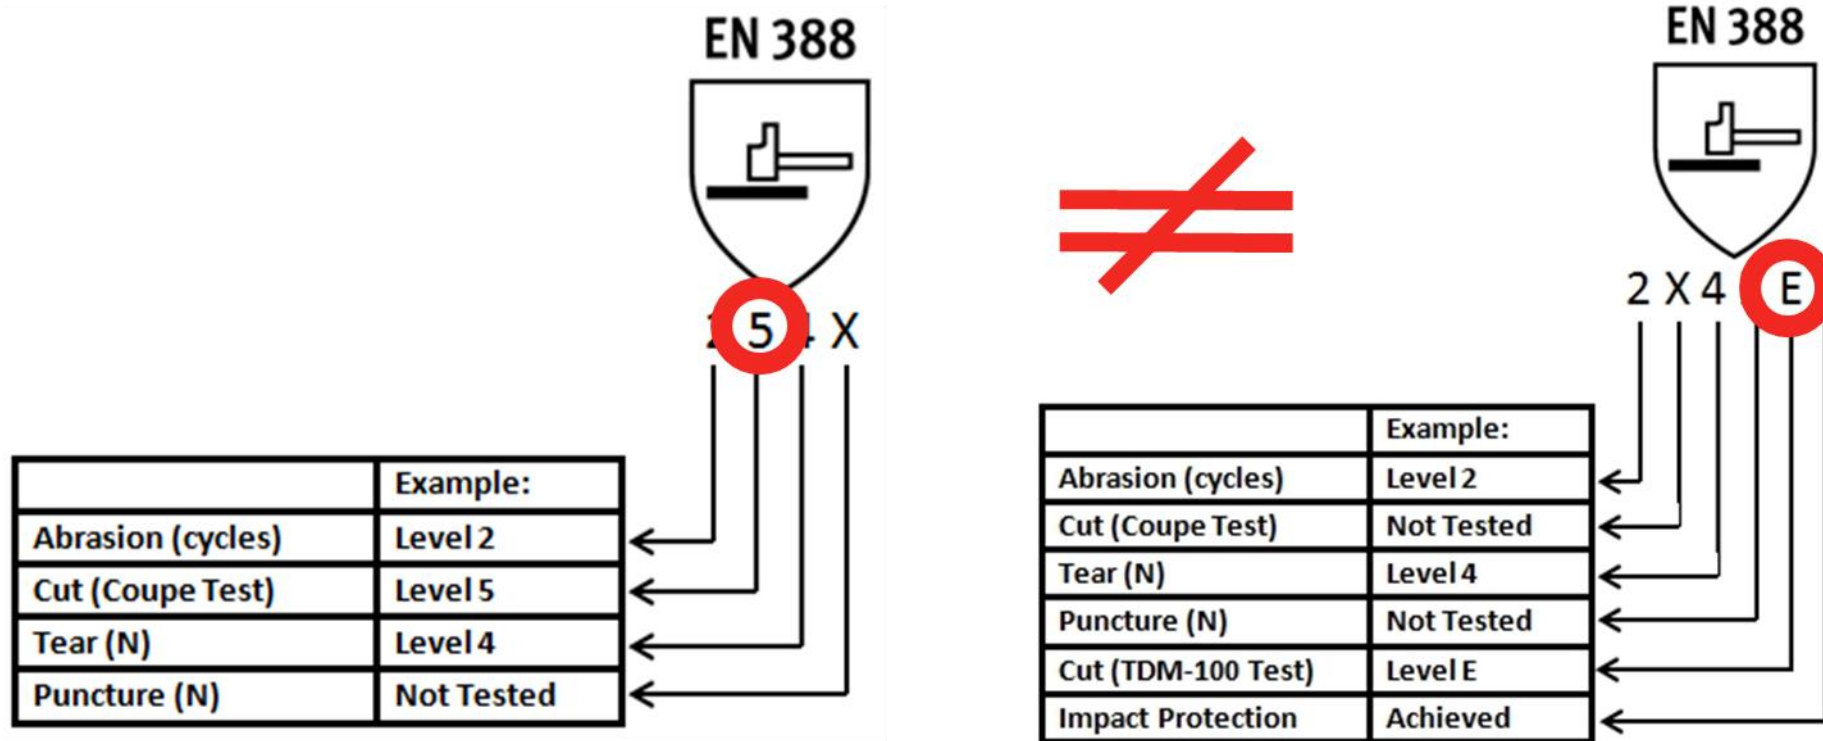 EN 388
5 X
Example:
Abrasion (cycles) Level 2
Cut (Coupe Test) Level 5
Tear (N) Level 4
Puncture (N) Not Tested
EN 388
2 X 4 E
Example:
Abrasion (cycles) Level 2
Cut (Coupe Test) Not Tested
Tear (N) Level 4
Puncture (N) Not Tested
Cut (TDM-100 Test) Level E
Impact Protection Achieved